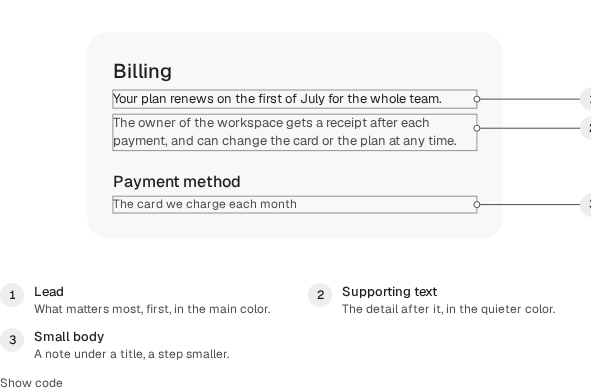 Billing
Your plan renews on the first of July for the whole team.
The owner of the workspace gets a receipt after each
payment, and can change the card or the plan at any time.
Payment method
The card we charge each month
1 Lead
What matters most, first, in the main color.
2 Supporting text
The detail after it, in the quieter color.
3 Small body
A note under a title, a step smaller.
Show code